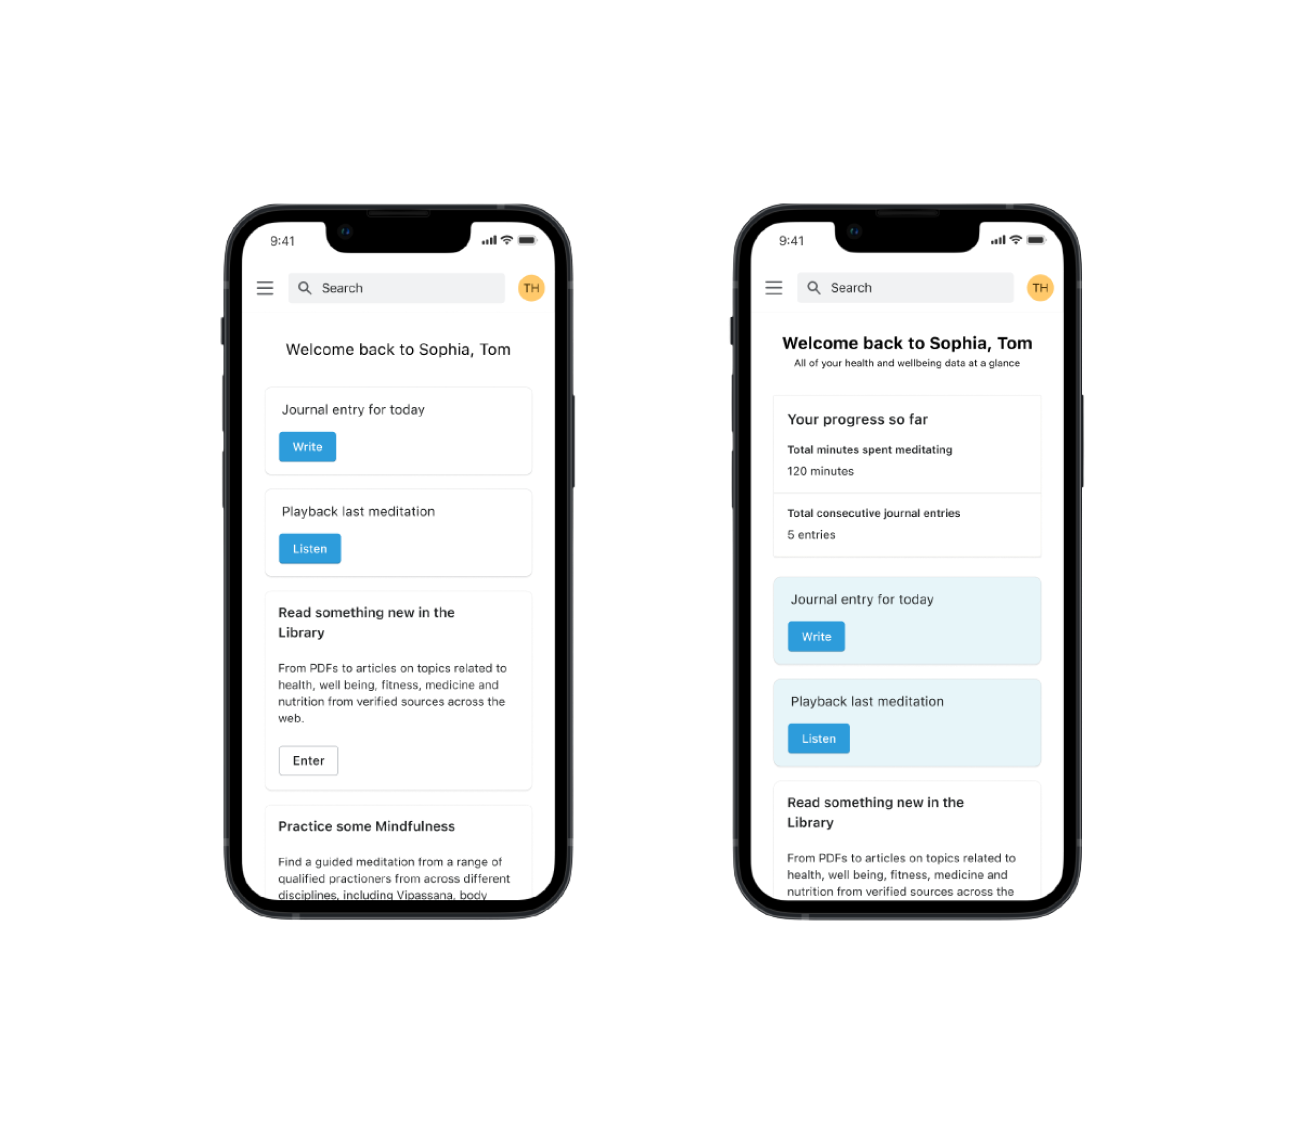 9:41
Search
TH
Welcome back to Sophia, Tom
Journal entry for today
Write
Playback last meditation
Listen
Read something new in the
Library
From PDFs to articles on topics related to
health, well being, fitness, medicine and
nutrition from verified sources across the
web.
Enter
Practice some Mindfulness
Find a guided meditation from a range of
qualified practioners from across different
disciplines, including Vipassana, body
9:41
Search
TH
Welcome back to Sophia, Tom
All of your health and wellbeing data at a glance
Your progress so far
Total minutes spent meditating
120 minutes
Total consecutive journal entries
5 entries
Journal entry for today
Write
Playback last meditation
Listen
Read something new in the
Library
From PDFs to articles on topics related to
health, well being, fitness, medicine and
nutrition from verified sources across the